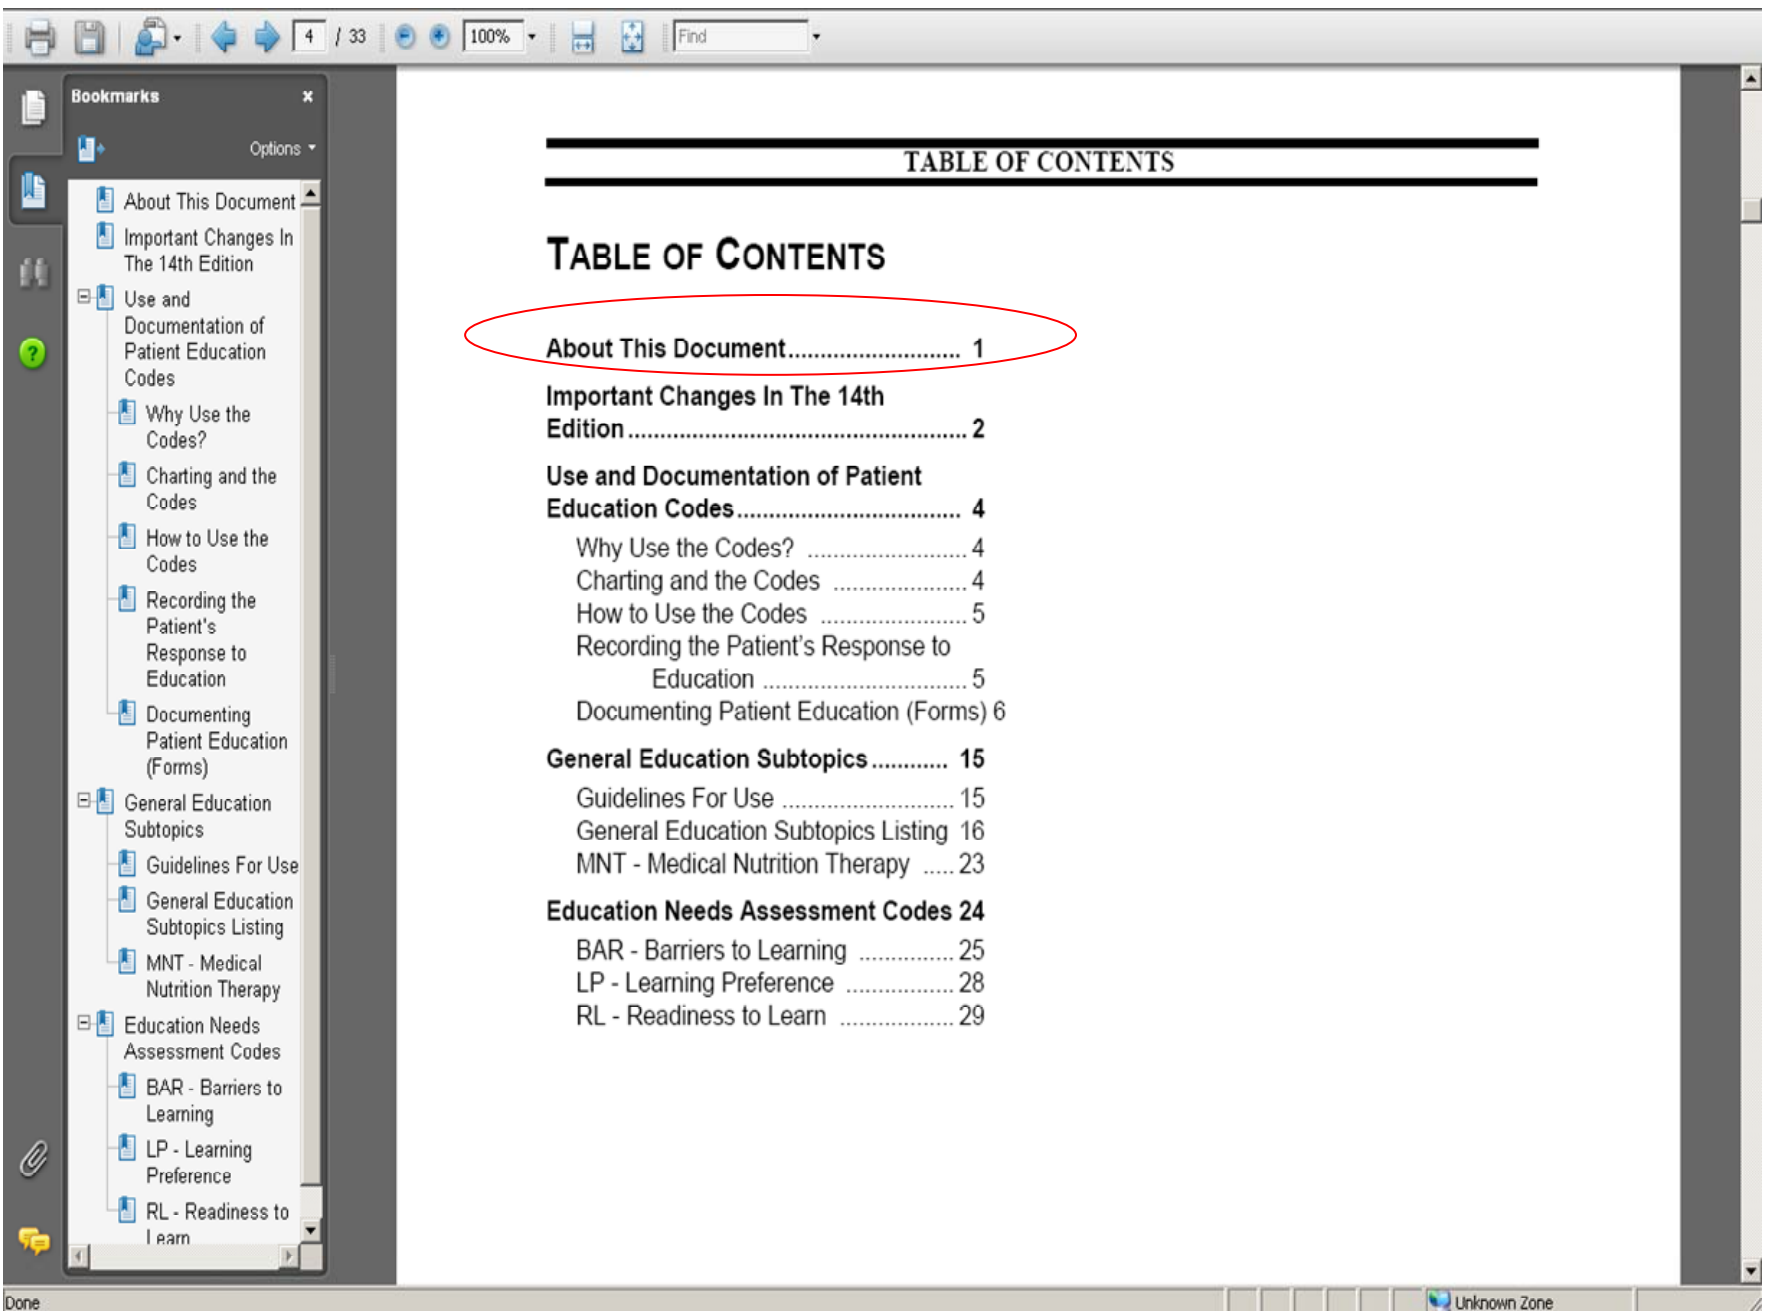 4 / 33 100% Find
Bookmarks
Options
About This Document
Important Changes In
The 14th Edition
Use and
Documentation of
Patient Education
Codes
Why Use the
Codes?
Charting and the
Codes
How to Use the
Codes
Recording the
Patient's
Response to
Education
Documenting
Patient Education
(Forms)
General Education
Subtopics
Guidelines For Use
General Education
Subtopics Listing
MNT - Medical
Nutrition Therapy
Education Needs
Assessment Codes
BAR - Barriers to
Learning
LP - Learning
Preference
RL - Readiness to
Learn
TABLE OF CONTENTS
TABLE OF CONTENTS
About This Document........................... 1
Important Changes In The 14th
Edition..................................................... 2
Use and Documentation of Patient
Education Codes................................... 4
Why Use the Codes? ........................ 4
Charting and the Codes .................... 4
How to Use the Codes ...................... 5
Recording the Patient's Response to
Education ............................... 5
Documenting Patient Education (Forms) 6
General Education Subtopics............ 15
Guidelines For Use .......................... 15
General Education Subtopics Listing 16
MNT - Medical Nutrition Therapy ..... 23
Education Needs Assessment Codes 24
BAR - Barriers to Learning .............. 25
LP - Learning Preference ................ 28
RL - Readiness to Learn ................. 29
Done
Unknown Zone